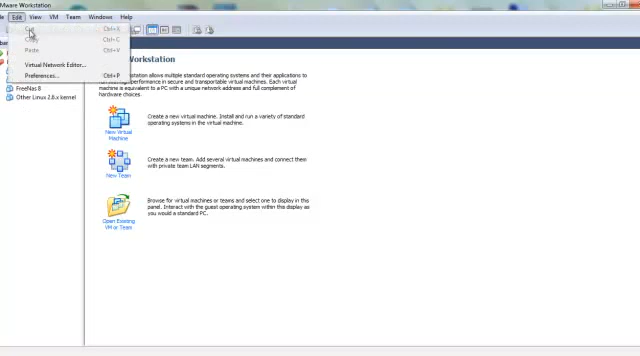 Mware Workstation
Edit View VM Team Windows Help
Cut Ctrl+X
Copy Ctrl+C
Paste Ctrl+V
Virtual Network Editor...
Preferences... Ctrl+P
FreeNas 8
Other Linux 2.6.x kernel
Workstation
station allows multiple standard operating systems and their applications to
high performance in secure and transportable virtual machines. Each virtual
machine is equivalent to a PC with a unique network address and full complement of
hardware choices.
New Virtual
Machine
Create a new virtual machine. Install and run a variety of standard
operating systems in the virtual machine.
New Team
Create a new team. Add several virtual machines and connect them
with private team LAN segments.
Open Existing
VM or Team
Browse for virtual machines or teams and select one to display in this
panel. Interact with the guest operating system within this display as
you would a standard PC.